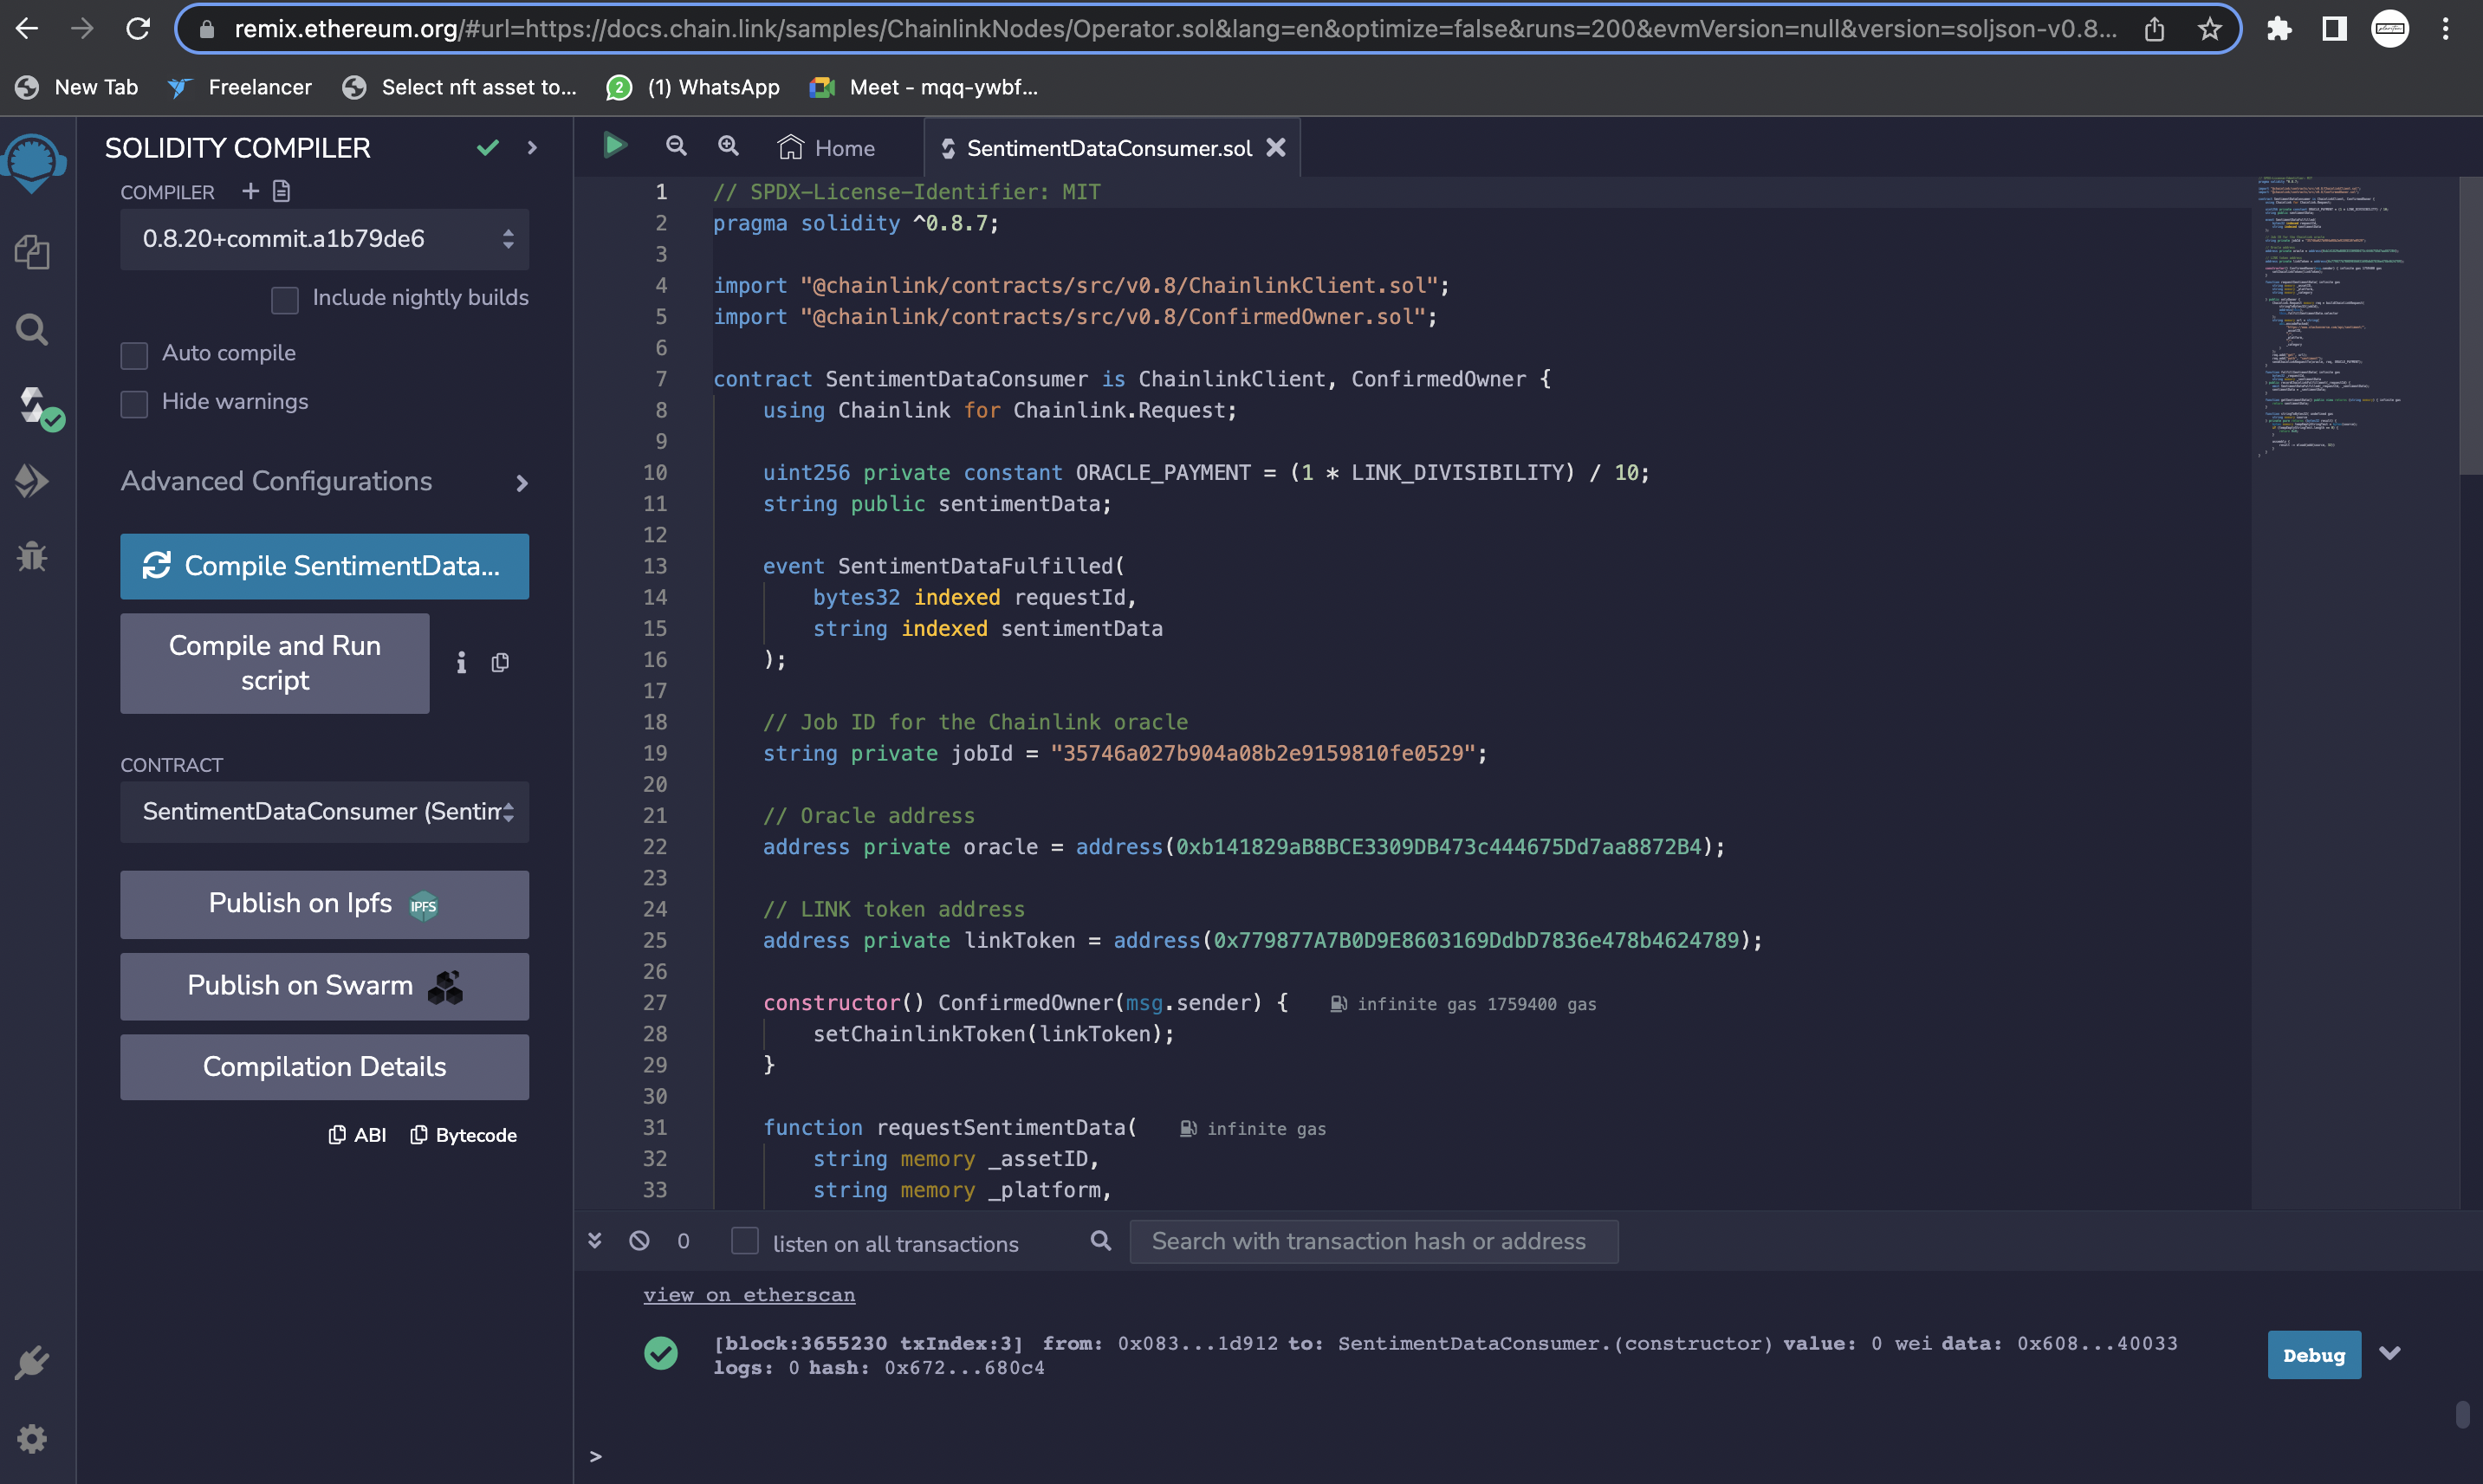 remix.ethereum.org/#url=https://docs.chain.link/samples/ChainlinkNodes/Operator.sol&lang=en&optimize=false&runs=200&evmVersion=null&version=soljson-v0.8...
New Tab Freelancer Select nft asset to... 2 (1) WhatsApp Meet - mqq-ywbf...
SOLIDITY COMPILER
COMPILER
0.8.20+commit.a1b79de6
Include nightly builds
Auto compile
Hide warnings
Advanced Configurations
Compile SentimentData...
Compile and Run
script
CONTRACT
SentimentDataConsumer (Sentim
Publish on Ipfs IPFS
Publish on Swarm
Compilation Details
ABI Bytecode
Home SentimentDataConsumer.sol
1 // SPDX-License-Identifier: MIT
2 pragma solidity ^0.8.7;
3
4 import "@chainlink/contracts/src/v0.8/ChainlinkClient.sol";
5 import "@chainlink/contracts/src/v0.8/ConfirmedOwner.sol";
6
7 contract SentimentDataConsumer is ChainlinkClient, ConfirmedOwner {
8 using Chainlink for Chainlink.Request;
9
10 uint256 private constant ORACLE_PAYMENT = (1 * LINK_DIVISIBILITY) / 10;
11 string public sentimentData;
12
13 event SentimentDataFulfilled(
14 bytes32 indexed requestId,
15 string indexed sentimentData
16 );
17
18 // Job ID for the Chainlink oracle
19 string private jobId = "35746a027b904a08b2e9159810fe0529";
20
21 // Oracle address
22 address private oracle = address(0xb141829aB8BCE3309DB473c444675Dd7aa8872B4);
23
24 // LINK token address
25 address private linkToken = address(0x779877A7B0D9E8603169DdbD7836e478b4624789);
26
27 constructor() ConfirmedOwner(msg.sender) { infinite gas 1759400 gas
28 setChainlinkToken(linkToken);
29 }
30
31 function requestSentimentData( infinite gas
32 string memory _assetID,
33 string memory _platform,
0 listen on all transactions Search with transaction hash or address
view on etherscan
[block:3655230 txIndex:3] from: 0x083...1d912 to: SentimentDataConsumer.(constructor) value: 0 wei data: 0x608...40033
logs: 0 hash: 0x672...680c4
Debug
>